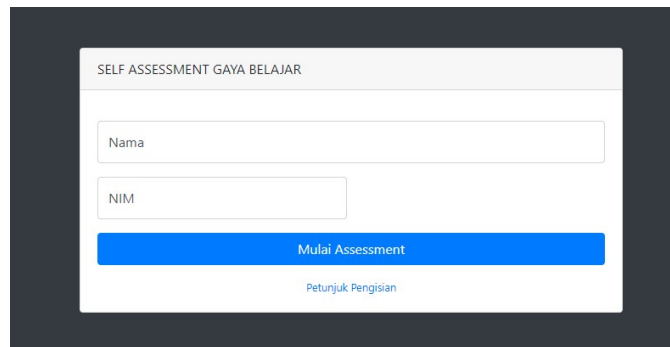 SELF ASSESSMENT GAYA BELAJAR
Nama
NIM
Mulai Assessment
Petunjuk Pengisian